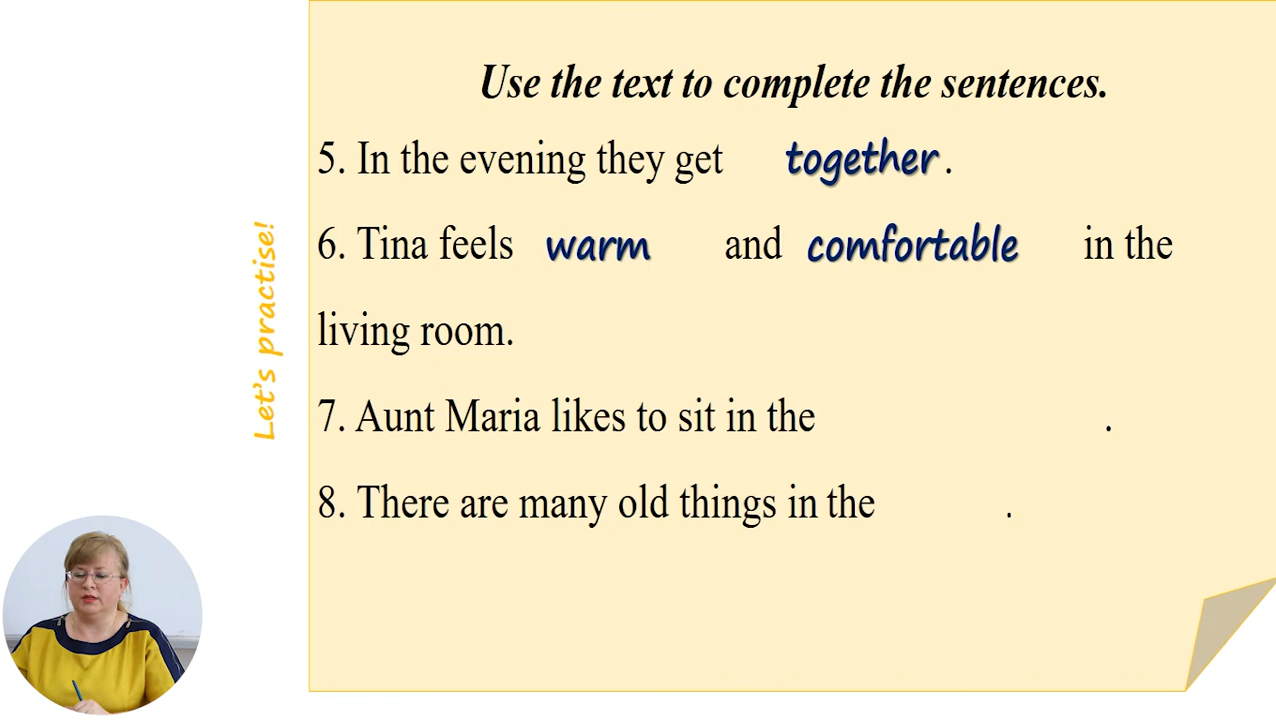 Use the text to complete the sentences.
5. In the evening they get together.
6. Tina feels warm and comfortable in the
living room.
7. Aunt Maria likes to sit in the .
8. There are many old things in the .
Let's practise!